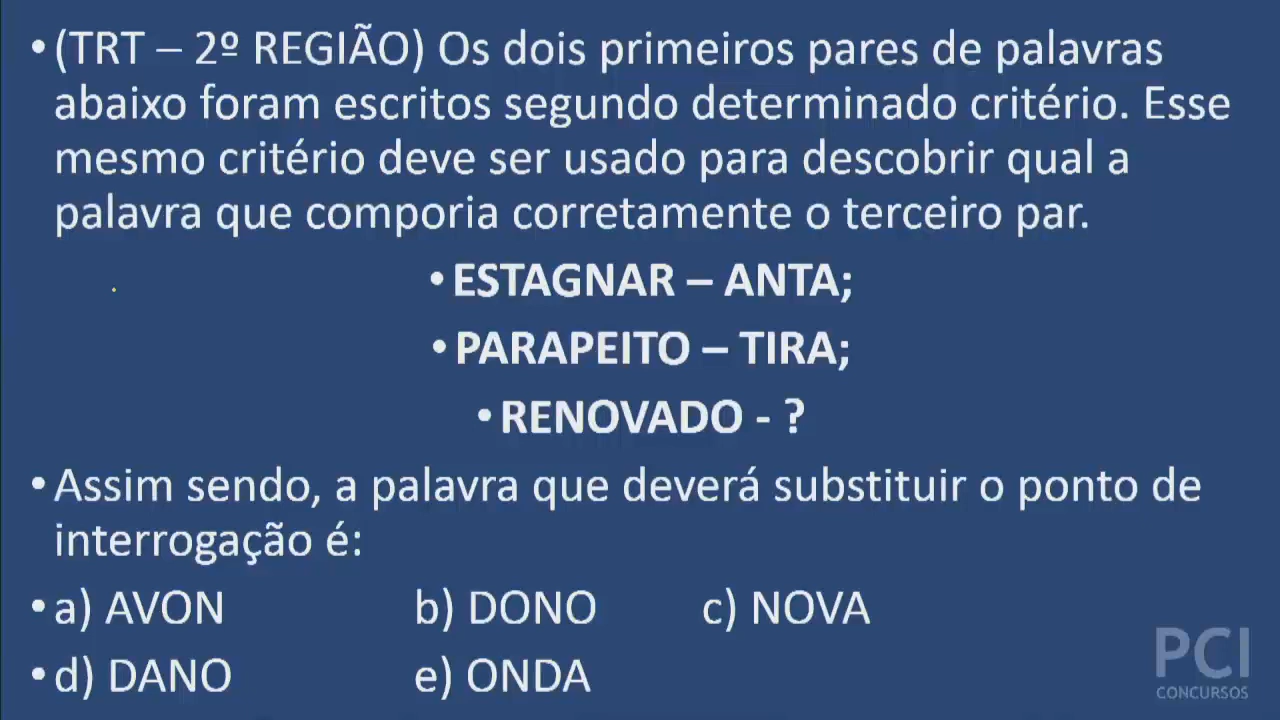 • (TRT – 2º REGIÃO) Os dois primeiros pares de palavras
abaixo foram escritos segundo determinado critério. Esse
mesmo critério deve ser usado para descobrir qual a
palavra que comporia corretamente o terceiro par.
• ESTAGNAR – ANTA;
• PARAPEITO – TIRA;
• RENOVADO - ?
• Assim sendo, a palavra que deverá substituir o ponto de
interrogação é:
• a) AVON b) DONO c) NOVA
• d) DANO e) ONDA
PCI
CONCURSOS